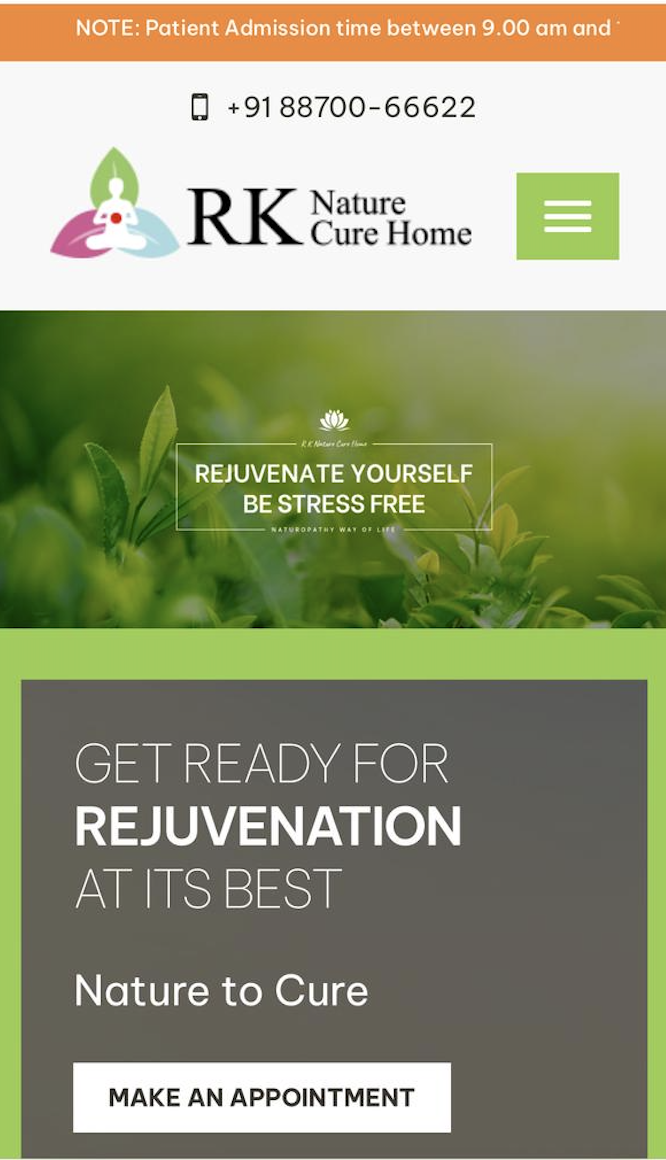 NOTE: Patient Admission time between 9.00 am and
+91 88700-66622
RK Nature
Cure Home
R K Nature Cure Home
REJUVENATE YOURSELF
BE STRESS FREE
NATUROPATHY WAY OF LIFE
GET READY FOR
REJUVENATION
AT ITS BEST
Nature to Cure
MAKE AN APPOINTMENT